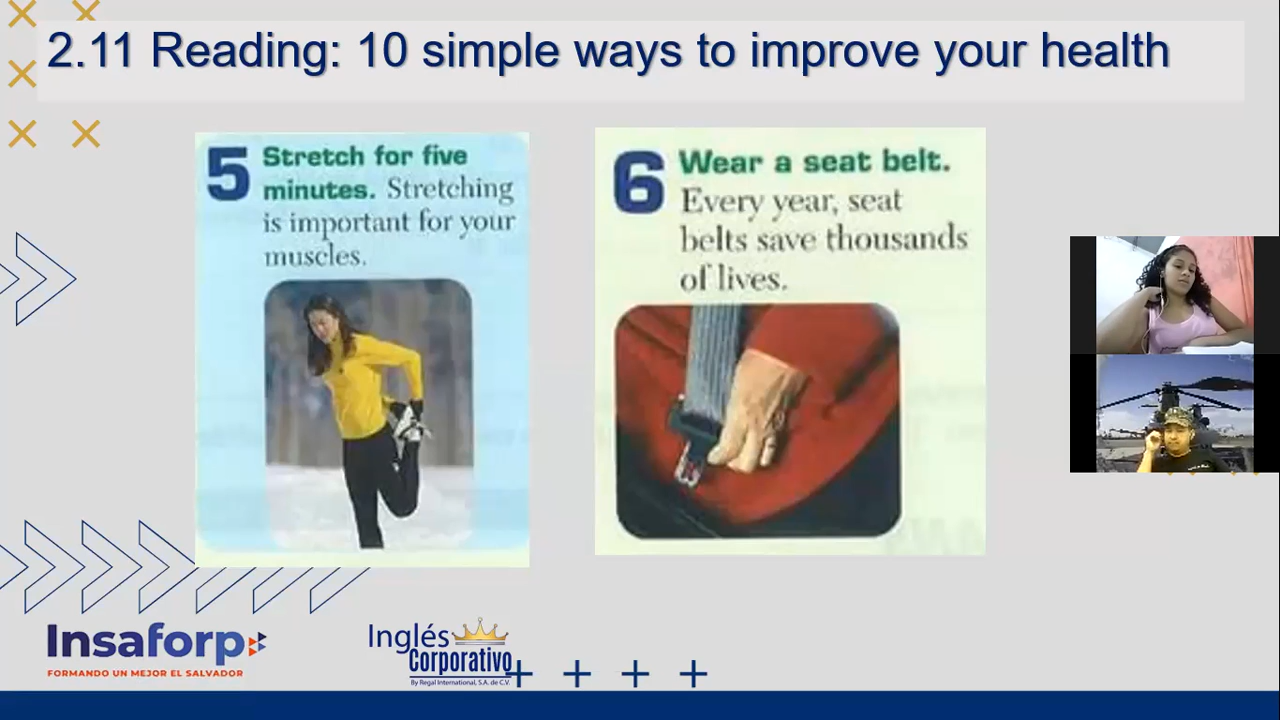 2.11 Reading: 10 simple ways to improve your health
5 Stretch for five
minutes. Stretching
is important for your
muscles.
6 Wear a seat belt.
Every year, seat
belts save thousands
of lives.
Insaforp
FORMANDO UN MEJOR EL SALVADOR
Inglés
Corporativo
By Regal International, S.A. de C.V.